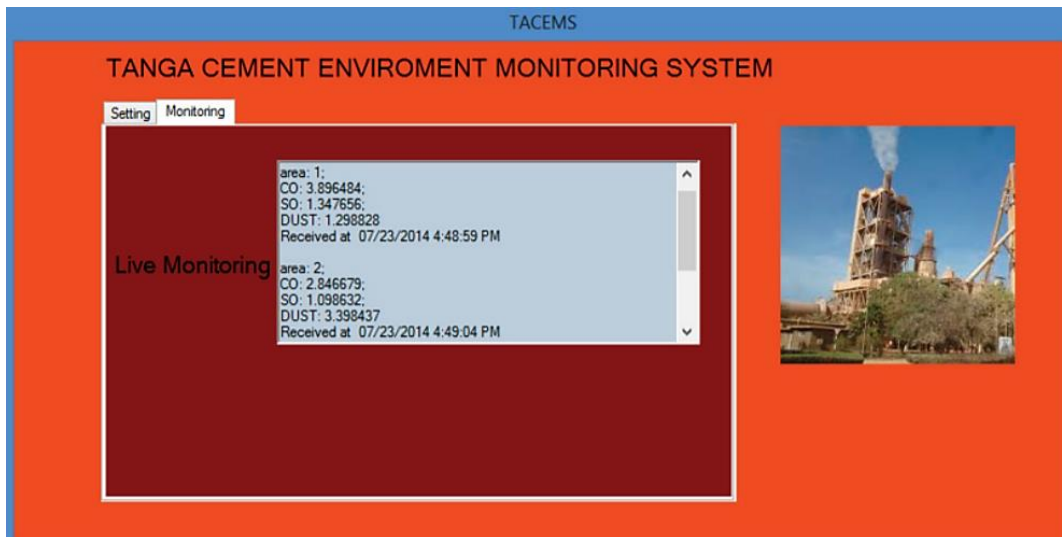 TACEMS
TANGA CEMENT ENVIROMENT MONITORING SYSTEM
Setting Monitoring
Live Monitoring
area: 1;
CO: 3.896484;
SO: 1.347656;
DUST: 1.298828
Received at 07/23/2014 4:48:59 PM
area: 2;
CO: 2.846679;
SO: 1.098632;
DUST: 3.398437
Received at 07/23/2014 4:49:04 PM